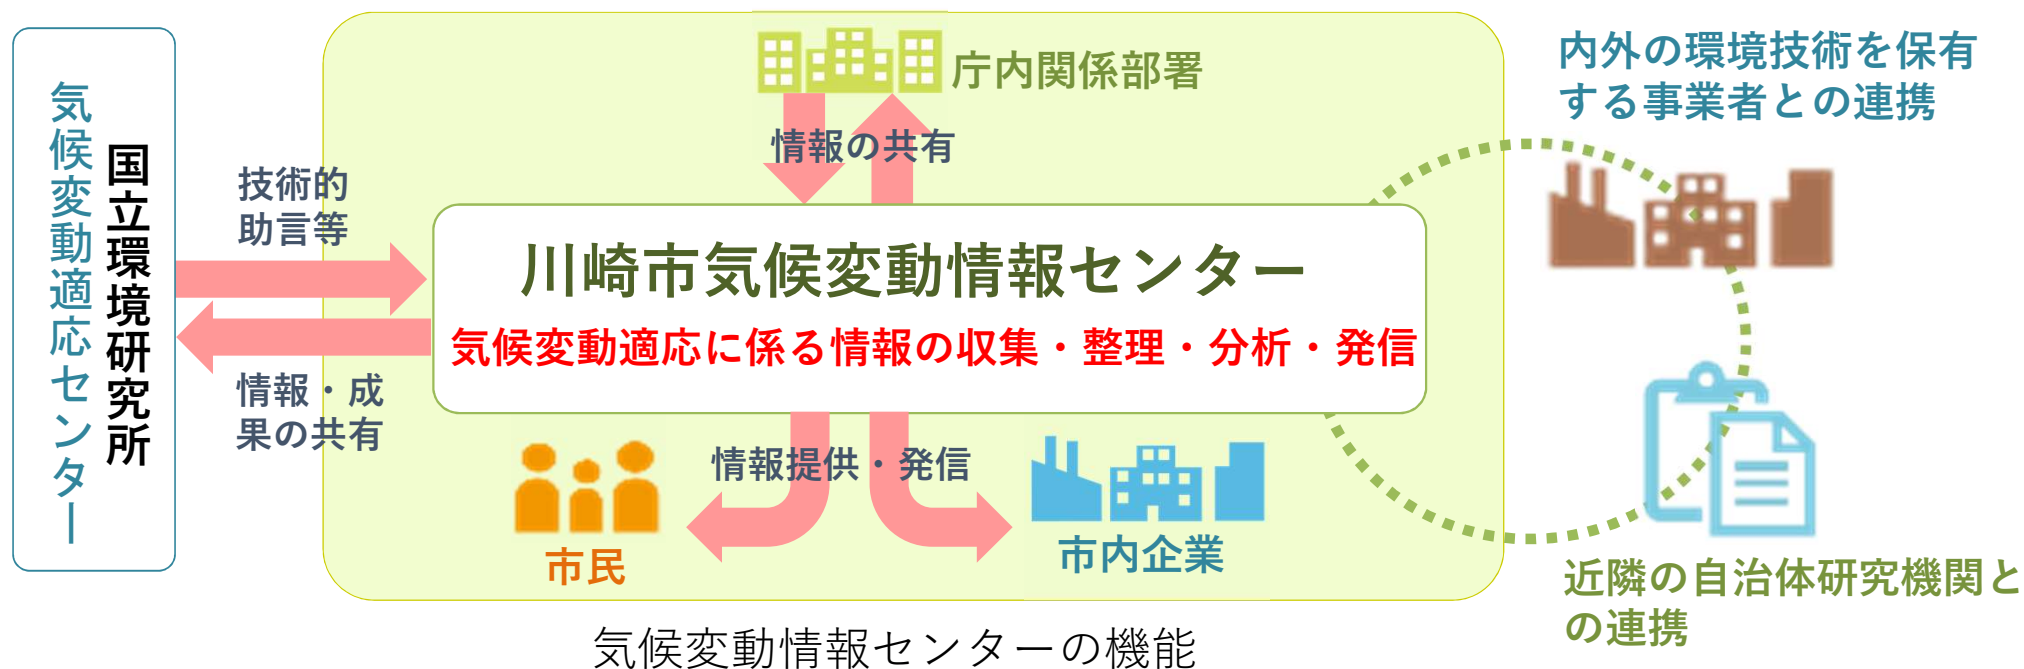 国立環境研究所
気候変動適応センター
技術的
助言等
情報・成
果の共有
庁内関係部署
情報の共有
川崎市気候変動情報センター
気候変動適応に係る情報の収集・整理・分析・発信
情報提供・発信
市民
市内企業
内外の環境技術を保有
する事業者との連携
近隣の自治体研究機関と
の連携
気候変動情報センターの機能